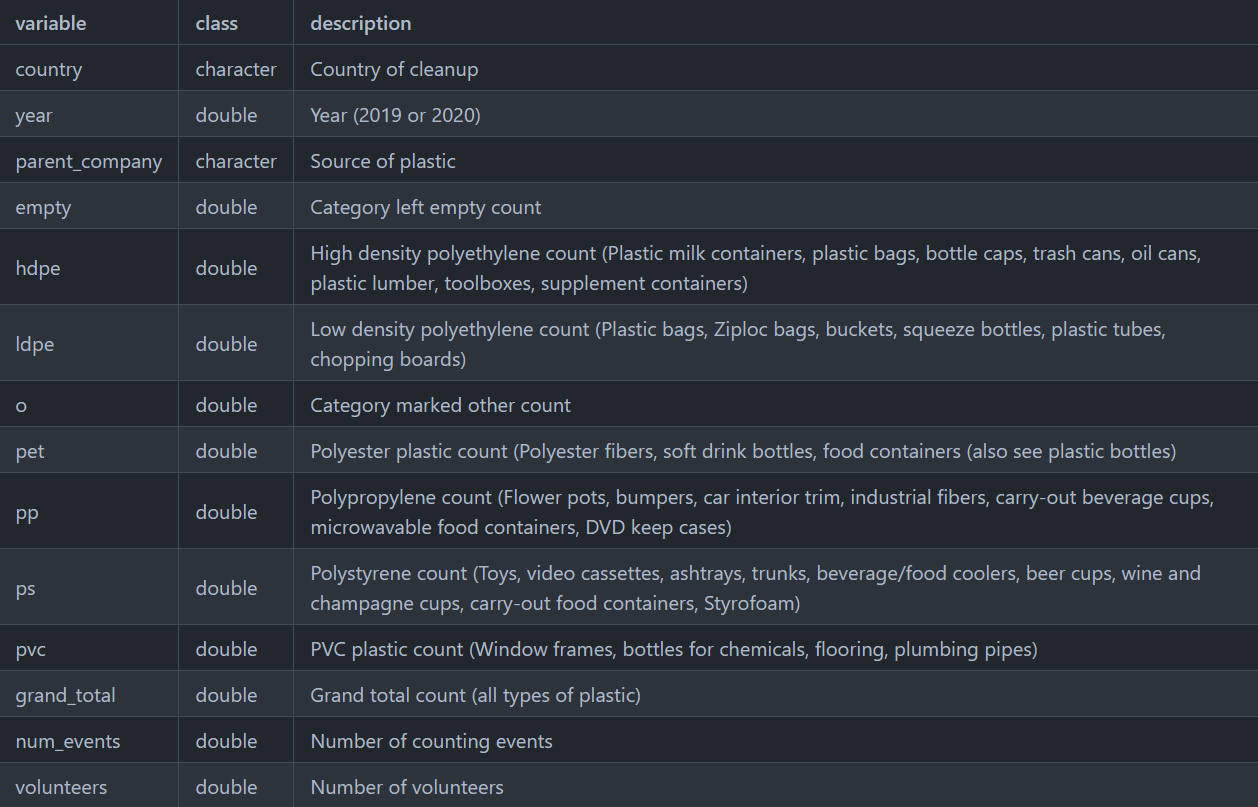 variable class description
country character Country of cleanup
year double Year (2019 or 2020)
parent_company character Source of plastic
empty double Category left empty count
hdpe double High density polyethylene count (Plastic milk containers, plastic bags, bottle caps, trash cans, oil cans,
plastic lumber, toolboxes, supplement containers)
ldpe double Low density polyethylene count (Plastic bags, Ziploc bags, buckets, squeeze bottles, plastic tubes,
chopping boards)
o double Category marked other count
pet double Polyester plastic count (Polyester fibers, soft drink bottles, food containers (also see plastic bottles)
pp double Polypropylene count (Flower pots, bumpers, car interior trim, industrial fibers, carry-out beverage cups,
microwavable food containers, DVD keep cases)
ps double Polystyrene count (Toys, video cassettes, ashtrays, trunks, beverage/food coolers, beer cups, wine and
champagne cups, carry-out food containers, Styrofoam)
pvc double PVC plastic count (Window frames, bottles for chemicals, flooring, plumbing pipes)
grand_total double Grand total count (all types of plastic)
num_events double Number of counting events
volunteers double Number of volunteers